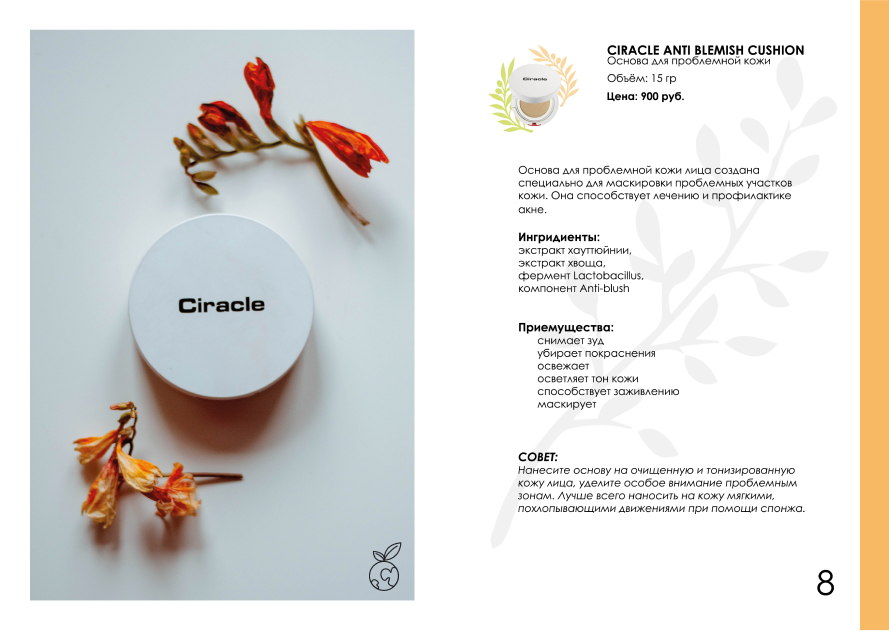 Ciracle
CIRACLE ANTI BLEMISH CUSHION
Основа для проблемной кожи
Объём: 15 гр
Цена: 900 руб.
Ciracle
Основа для проблемной кожи лица создана
специально для маскировки проблемных участков
кожи. Она способствует лечению и профилактике
акне.
Ингридиенты:
экстракт хауттюйнии,
экстракт хвоща,
фермент Lactobacillus,
компонент Anti-blush
Приемущества:
снимает зуд
убирает покраснения
освежает
осветляет тон кожи
способствует заживлению
маскирует
СОВЕТ:
Нанесите основу на очищенную и тонизированную
кожу лица, уделите особое внимание проблемным
зонам. Лучше всего наносить на кожу мягкими,
похлопывающими движениями при помощи спонжа.
8